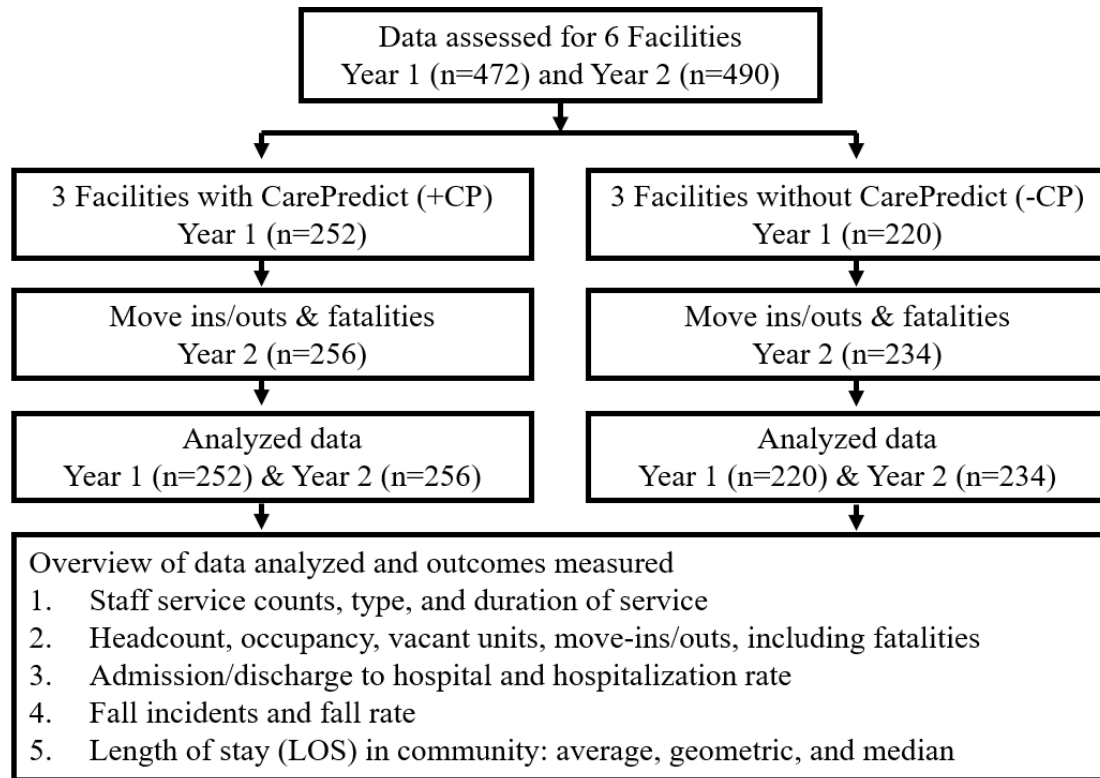 Data assessed for 6 Facilities
Year 1 (n=472) and Year 2 (n=490)
3 Facilities with CarePredict (+CP)
Year 1 (n=252)
3 Facilities without CarePredict (-CP)
Year 1 (n=220)
Move ins/outs & fatalities
Year 2 (n=256)
Move ins/outs & fatalities
Year 2 (n=234)
Analyzed data
Year 1 (n=252) & Year 2 (n=256)
Analyzed data
Year 1 (n=220) & Year 2 (n=234)
Overview of data analyzed and outcomes measured
1. Staff service counts, type, and duration of service
2. Headcount, occupancy, vacant units, move-ins/outs, including fatalities
3. Admission/discharge to hospital and hospitalization rate
4. Fall incidents and fall rate
5. Length of stay (LOS) in community: average, geometric, and median